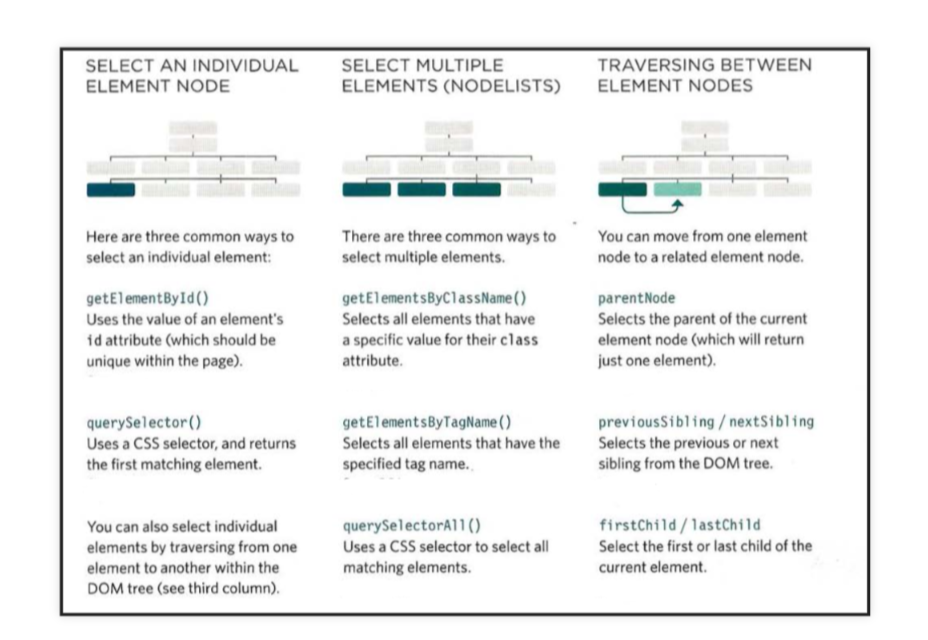 SELECT AN INDIVIDUAL
ELEMENT NODE
Here are three common ways to
select an individual element:
getElementById()
Uses the value of an element's
id attribute (which should be
unique within the page).
querySelector()
Uses a CSS selector, and returns
the first matching element.
You can also select individual
elements by traversing from one
element to another within the
DOM tree (see third column).
SELECT MULTIPLE
ELEMENTS (NODELISTS)
There are three common ways to
select multiple elements.
getElementsByClassName()
Selects all elements that have
a specific value for their class
attribute.
getElementsByTagName()
Selects all elements that have the
specified tag name.
querySelectorAll()
Uses a CSS selector to select all
matching elements.
TRAVERSING BETWEEN
ELEMENT NODES
You can move from one element
node to a related element node.
parentNode
Selects the parent of the current
element node (which will return
just one element).
previousSibling / nextSibling
Selects the previous or next
sibling from the DOM tree.
firstChild / lastChild
Select the first or last child of the
current element.